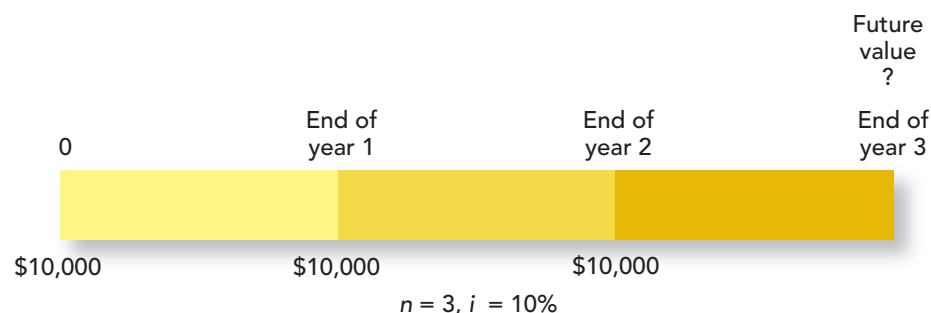 Future
value
?
0
End of
year 1
End of
year 2
End of
year 3
$10,000
$10,000
$10,000
n = 3, i = 10%